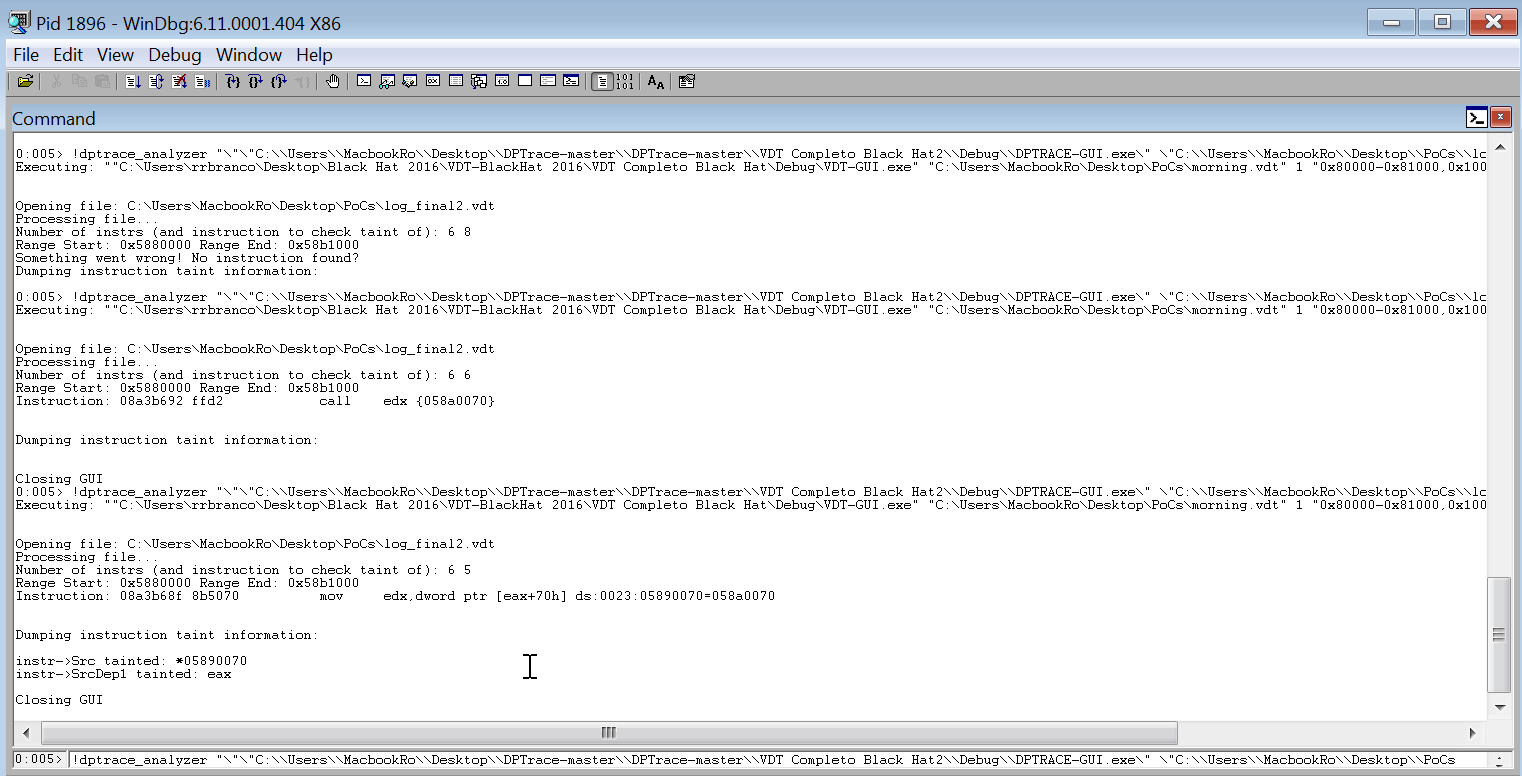 Pid 1896 - WinDbg:6.11.0001.404 X86
File Edit View Debug Window Help
Command
0:005> !dptrace_analyzer "\"\"C:\\Users\\MacbookRo\\Desktop\\DPTrace-master\\DPTrace-master\\VDT Completo Black Hat2\\Debug\\DPTRACE-GUI.exe\" \"C:\\Users\\MacbookRo\\Desktop\\PoCs\\lc
Executing: ""C:\Users\rrbranco\Desktop\Black Hat 2016\VDT-BlackHat 2016\VDT Completo Black Hat\Debug\VDT-GUI.exe" "C:\Users\MacbookRo\Desktop\PoCs\morning.vdt" 1 "0x80000-0x81000,0x100
Opening file: C:\Users\MacbookRo\Desktop\PoCs\log_final2.vdt
Processing file...
Number of instrs (and instruction to check taint of): 6 8
Range Start: 0x5880000 Range End: 0x58b1000
Something went wrong! No instruction found?
Dumping instruction taint information:
0:005> !dptrace_analyzer "\"\"C:\\Users\\MacbookRo\\Desktop\\DPTrace-master\\DPTrace-master\\VDT Completo Black Hat2\\Debug\\DPTRACE-GUI.exe\" \"C:\\Users\\MacbookRo\\Desktop\\PoCs\\lc
Executing: ""C:\Users\rrbranco\Desktop\Black Hat 2016\VDT-BlackHat 2016\VDT Completo Black Hat\Debug\VDT-GUI.exe" "C:\Users\MacbookRo\Desktop\PoCs\morning.vdt" 1 "0x80000-0x81000,0x100
Opening file: C:\Users\MacbookRo\Desktop\PoCs\log_final2.vdt
Processing file...
Number of instrs (and instruction to check taint of): 6 6
Range Start: 0x5880000 Range End: 0x58b1000
Instruction: 08a3b692 ffd2 call edx {058a0070}
Dumping instruction taint information:
Closing GUI
0:005> !dptrace_analyzer "\"\"C:\\Users\\MacbookRo\\Desktop\\DPTrace-master\\DPTrace-master\\VDT Completo Black Hat2\\Debug\\DPTRACE-GUI.exe\" \"C:\\Users\\MacbookRo\\Desktop\\PoCs\\lc
Executing: ""C:\Users\rrbranco\Desktop\Black Hat 2016\VDT-BlackHat 2016\VDT Completo Black Hat\Debug\VDT-GUI.exe" "C:\Users\MacbookRo\Desktop\PoCs\morning.vdt" 1 "0x80000-0x81000,0x100
Opening file: C:\Users\MacbookRo\Desktop\PoCs\log_final2.vdt
Processing file...
Number of instrs (and instruction to check taint of): 6 5
Range Start: 0x5880000 Range End: 0x58b1000
Instruction: 08a3b68f 8b5070 mov edx,dword ptr [eax+70h] ds:0023:05890070=058a0070
Dumping instruction taint information:
instr->Src tainted: *05890070
instr->SrcDep1 tainted: eax
Closing GUI
0:005> !dptrace_analyzer "\"\"C:\\Users\\MacbookRo\\Desktop\\DPTrace-master\\DPTrace-master\\VDT Completo Black Hat2\\Debug\\DPTRACE-GUI.exe\" \"C:\\Users\\MacbookRo\\Desktop\\PoCs